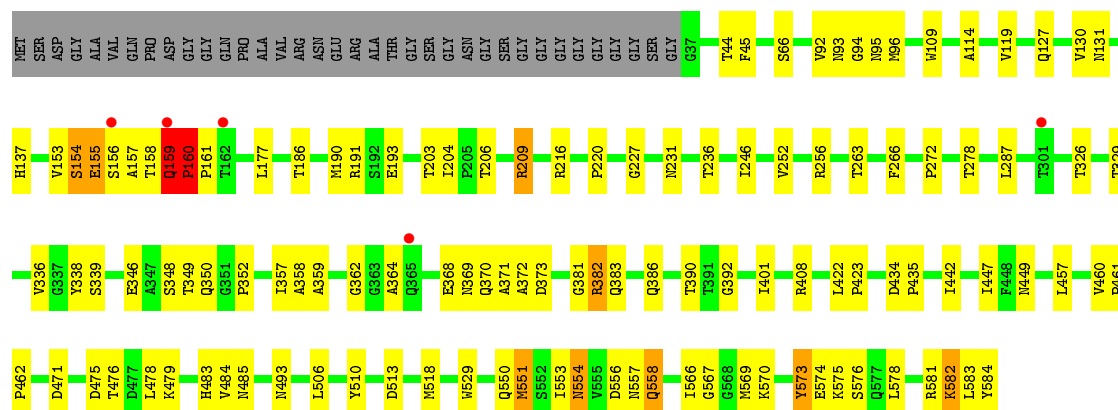 MET SER ASP GLY ALA VAL GLN PRO ASP GLY GLY GLN PRO ALA VAL ARG ASN GLU ARG ALA THR GLY SER GLY ASN GLY SER GLY GLY GLY GLY GLY GLY GLY SER GLY G37 T44 F45 S66 V92 N93 G94 N95 M96 W109 A114 V119 Q127 V130 N131
H137 V153 S154 E155 S156 A157 T158 Q159 P160 P161 T162 L177 T186 M190 R191 S192 E193 T203 I204 P205 T206 R209 R216 P220 G227 N231 T236 I246 V252 R256 T263 F266 P272 T278 L287 T301 T326 T329
V336 G337 Y338 S339 E346 A347 S348 T349 Q350 G351 P352 I357 A358 A359 G362 G363 A364 Q365 E368 N369 Q370 A371 A372 D373 G381 R382 Q383 Q386 T390 T391 G392 I401 R408 L422 P423 D434 P435 I442 I447 F448 N449 L457 V460 P461
P462 D471 D475 T476 D477 L478 K479 H483 V484 N485 N493 L506 Y510 D513 M518 W529 Q550 M551 S552 I553 N554 V555 D556 N557 Q558 I566 G567 G568 M569 K570 Y573 E574 K575 S576 Q577 L578 R581 K582 L583 Y584